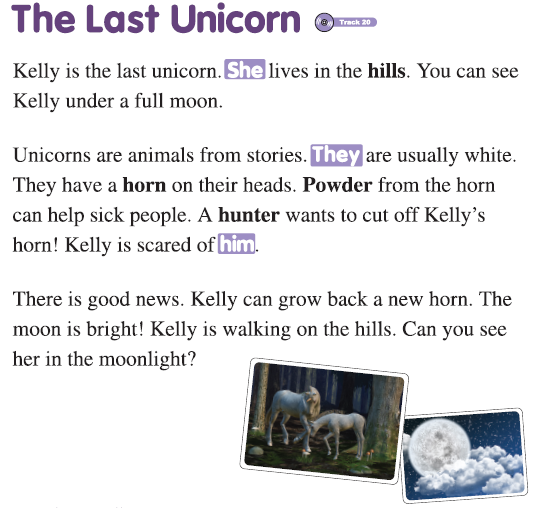 The Last Unicorn
Track 20
Kelly is the last unicorn. She lives in the hills. You can see
Kelly under a full moon.
Unicorns are animals from stories. They are usually white.
They have a horn on their heads. Powder from the horn
can help sick people. A hunter wants to cut off Kelly's
horn! Kelly is scared of him.
There is good news. Kelly can grow back a new horn. The
moon is bright! Kelly is walking on the hills. Can you see
her in the moonlight?